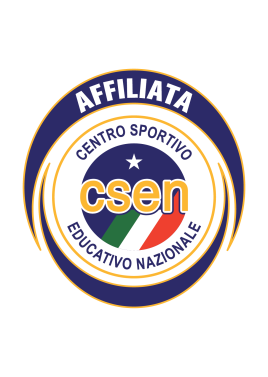 AFFILIATA
CENTRO SPORTIVO
csen
EDUCATIVO NAZIONALE